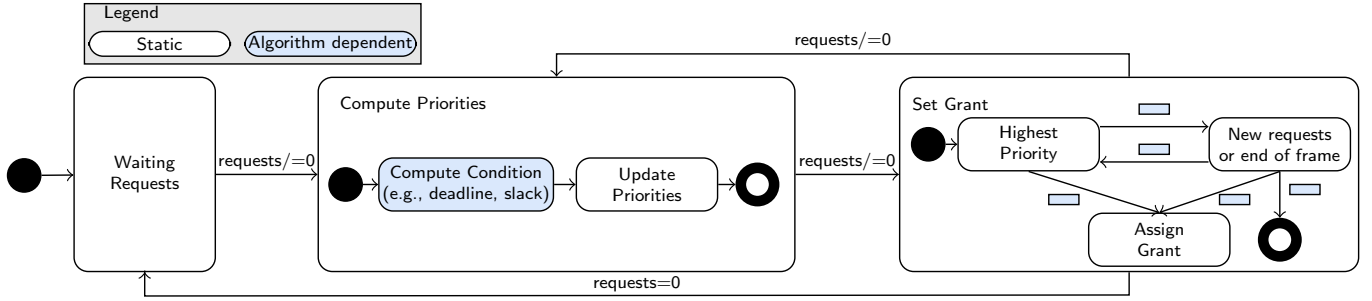 Legend
Static
Algorithm dependent
requests/=0
Waiting
Requests
requests/=0
Compute Priorities
Compute Condition
(e.g., deadline, slack)
Update
Priorities
requests/=0
Set Grant
Highest
Priority
New requests
or end of frame
Assign
Grant
requests=0